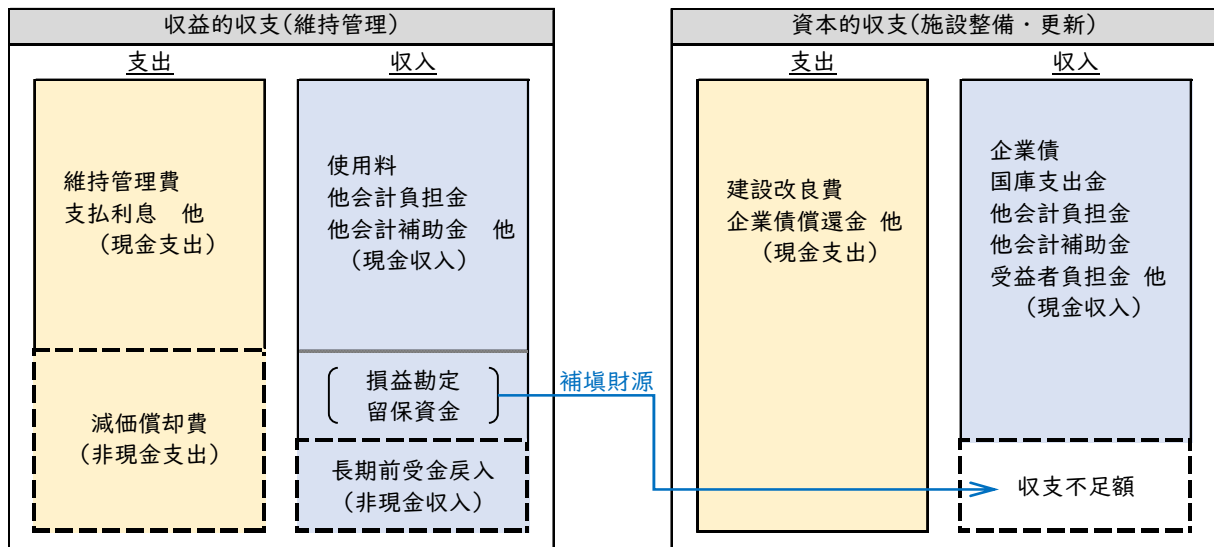 収益的収支(維持管理)
支出
収入
維持管理費
支払利息 他
(現金支出)
減価償却費
(非現金支出)
使用料
他会計負担金
他会計補助金 他
(現金収入)
損益勘定
留保資金
長期前受金戻入
(非現金収入)
補塡財源
資本的収支(施設整備・更新)
支出
収入
建設改良費
企業債償還金 他
(現金支出)
企業債
国庫支出金
他会計負担金
他会計補助金
受益者負担金 他
(現金収入)
収支不足額